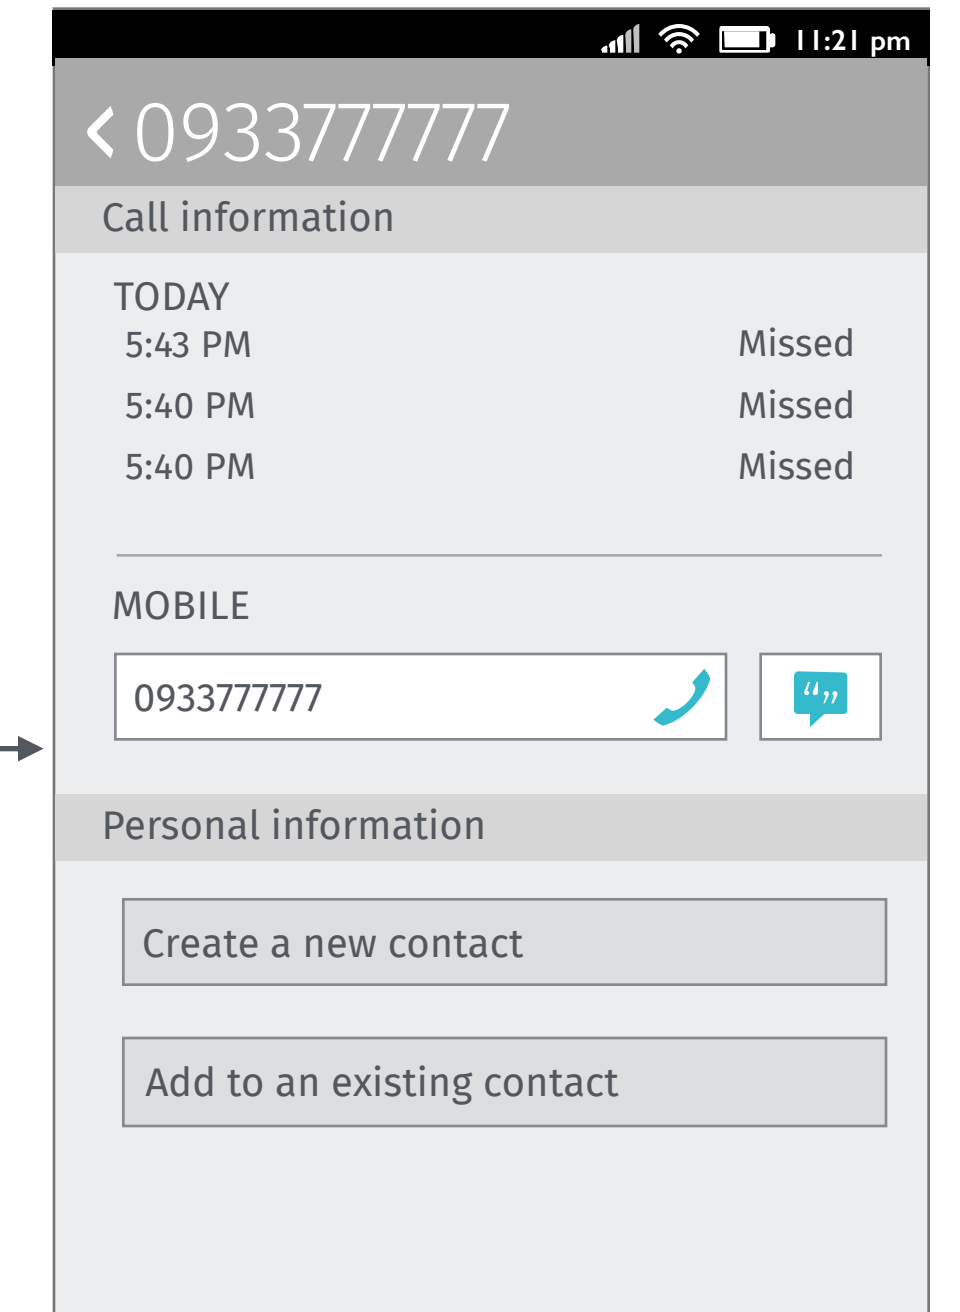 11:21 pm
0933777777
Call information
TODAY
5:43 PM Missed
5:40 PM Missed
5:40 PM Missed
MOBILE
0933777777
Personal information
Create a new contact
Add to an existing contact